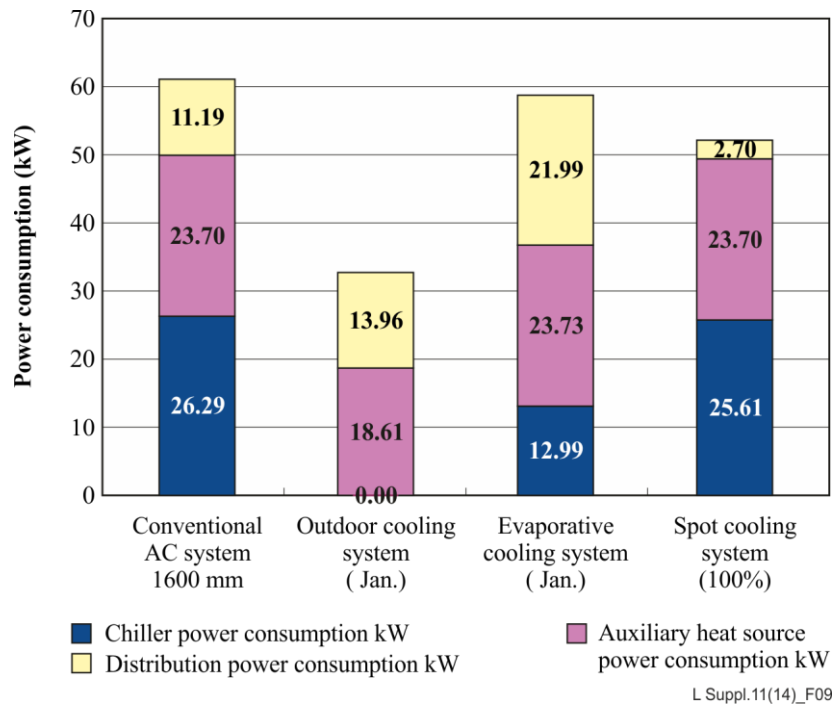 Power consumption (kW)
70
60
50
40
30
20
10
0
11.19
23.70
26.29
13.96
18.61
0.00
21.99
23.73
12.99
2.70
23.70
25.61
Conventional
AC system
1600 mm
Outdoor cooling
system
( Jan.)
Evaporative
cooling system
( Jan.)
Spot cooling
system
(100%)
Chiller power consumption kW
Distribution power consumption kW
Auxiliary heat source
power consumption kW
L Suppl.11(14)_F09